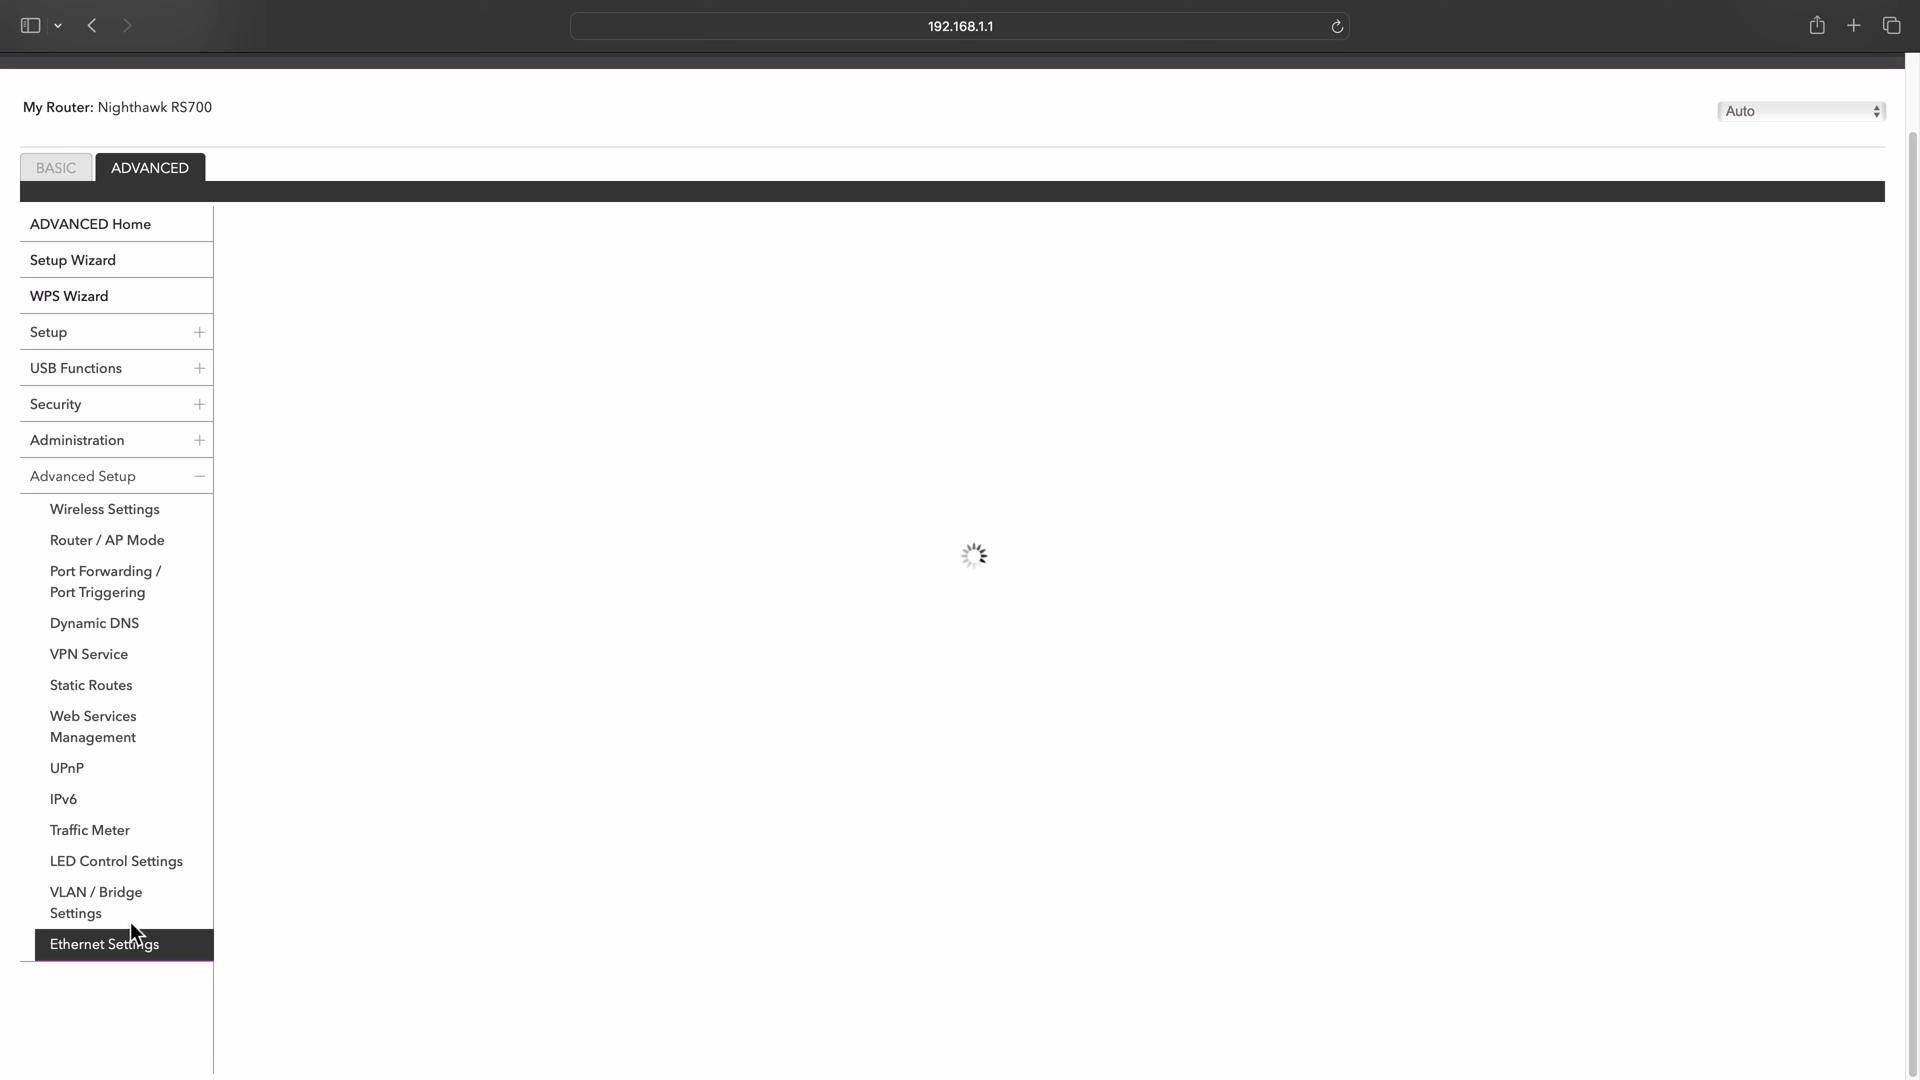 192.168.1.1
My Router: Nighthawk RS700
Auto
BASIC
ADVANCED
ADVANCED Home
Setup Wizard
WPS Wizard
Setup
USB Functions
Security
Administration
Advanced Setup
Wireless Settings
Router / AP Mode
Port Forwarding /
Port Triggering
Dynamic DNS
VPN Service
Static Routes
Web Services
Management
UPnP
IPv6
Traffic Meter
LED Control Settings
VLAN / Bridge
Settings
Ethernet Settings